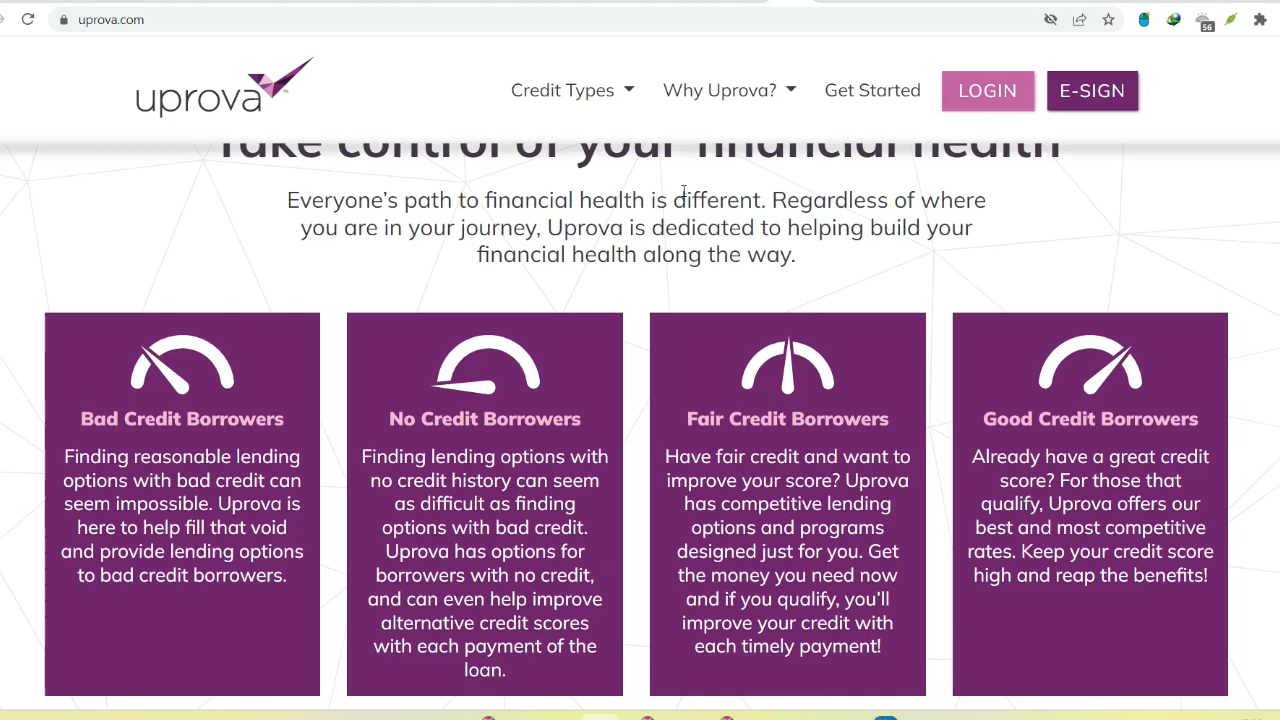 uprova.com
56
uprova
Credit Types
Why Uprova?
Get Started
LOGIN
E-SIGN
Take control of your financial health
Everyone's path to financial health is different. Regardless of where
you are in your journey, Uprova is dedicated to helping build your
financial health along the way.
Bad Credit Borrowers
Finding reasonable lending
options with bad credit can
seem impossible. Uprova is
here to help fill that void
and provide lending options
to bad credit borrowers.
No Credit Borrowers
Finding lending options with
no credit history can seem
as difficult as finding
options with bad credit.
Uprova has options for
borrowers with no credit,
and can even help improve
alternative credit scores
with each payment of the
loan.
Fair Credit Borrowers
Have fair credit and want to
improve your score? Uprova
has competitive lending
options and programs
designed just for you. Get
the money you need now
and if you qualify, you'll
improve your credit with
each timely payment!
Good Credit Borrowers
Already have a great credit
score? For those that
qualify, Uprova offers our
best and most competitive
rates. Keep your credit score
high and reap the benefits!